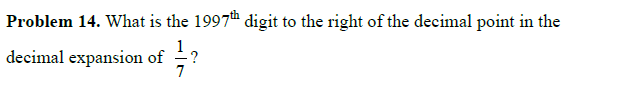 Problem 14. What is the 1997th digit to the right of the decimal point in the
decimal expansion of 1/7?